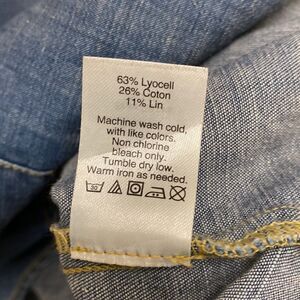 63% Lyocell
26% Coton
11% Lin
Machine wash cold,
with like colors.
Non chlorine
bleach only.
Tumble dry low.
Warm iron as needed.
30